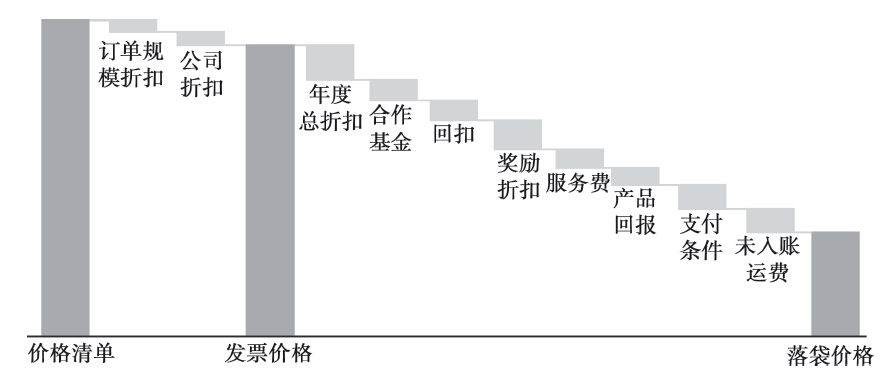 订单规
模折扣
公司
折扣
年度
总折扣
合作
基金
回扣
奖励
折扣
服务费
产品
回报
支付
条件
未入账
运费
价格清单
发票价格
落袋价格